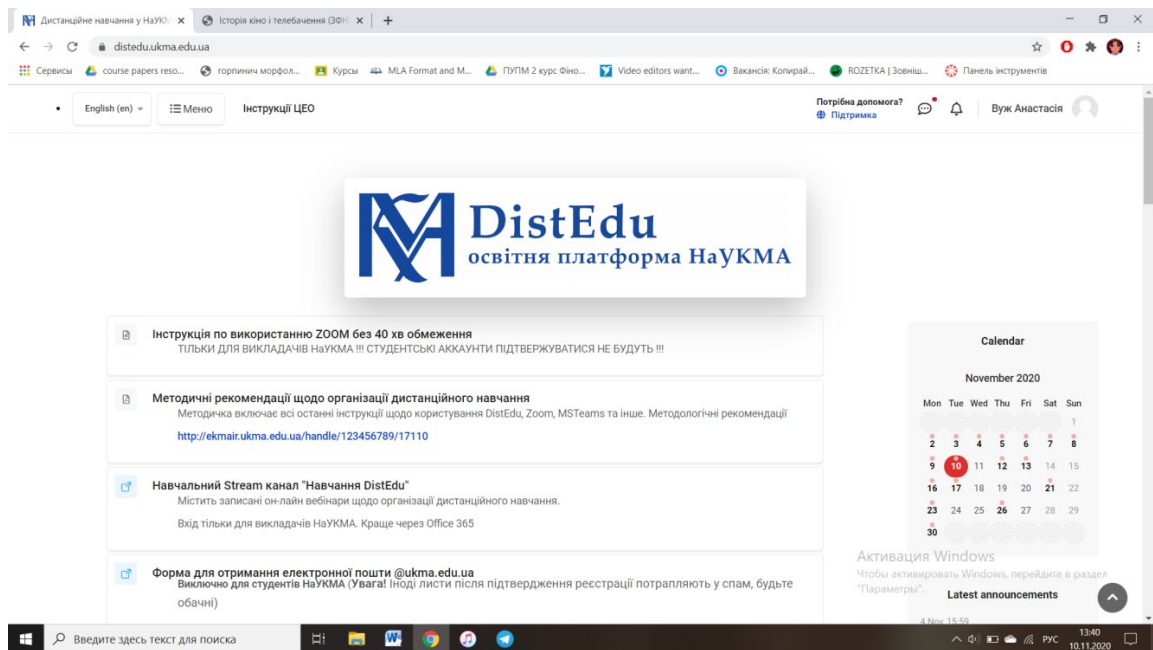 Дистанційне навчання у НаУКМ
Історія кіно і телебачення (ЗФН
distedu.ukma.edu.ua
Сервисы
course papers reso...
горпинич морфол...
Курсы
MLA Format and M...
ПУПМ 2 курс Фіно...
Video editors want...
Вакансія: Копирай...
ROZETKA | Зовніш...
Панель інструментів
English (en)
Меню
Інструкції ЦЕО
Потрібна допомога?
Підтримка
Вуж Анастасія
DistEdu
освітня платформа НаУКМА
Інструкція по використанню ZOOM без 40 хв обмеження
ТІЛЬКИ ДЛЯ ВИКЛАДАЧІВ НаУКМА !!! СТУДЕНТСЬКІ АККАУНТИ ПІДТВЕРЖУВАТИСЯ НЕ БУДУТЬ !!!
Методичні рекомендації щодо організації дистанційного навчання
Методичка включає всі останні інструкції щодо користування DistEdu, Zoom, MSTeams та інше. Методологічні рекомендації
http://ekmair.ukma.edu.ua/handle/123456789/17110
Навчальний Stream канал "Навчання DistEdu"
Містить записані он-лайн вебінари щодо організації дистанційного навчання.
Вхід тільки для викладачів НаУКМА. Краще через Office 365
Форма для отримання електронної пошти @ukma.edu.ua
Виключно для студентів НаУКМА (Увага! Іноді листи після підтвердження реєстрації потрапляють у спам, будьте
обачні)
Calendar
November 2020
Mon Tue Wed Thu Fri Sat Sun
1
2 3 4 5 6 7 8
9 10 11 12 13 14 15
16 17 18 19 20 21 22
23 24 25 26 27 28 29
30
Активация Windows
Чтобы активировать Windows, перейдите в раздел
"Параметры".
Latest announcements
4 Nov, 15:59
Введите здесь текст для поиска
РУС
13:40
10.11.2020